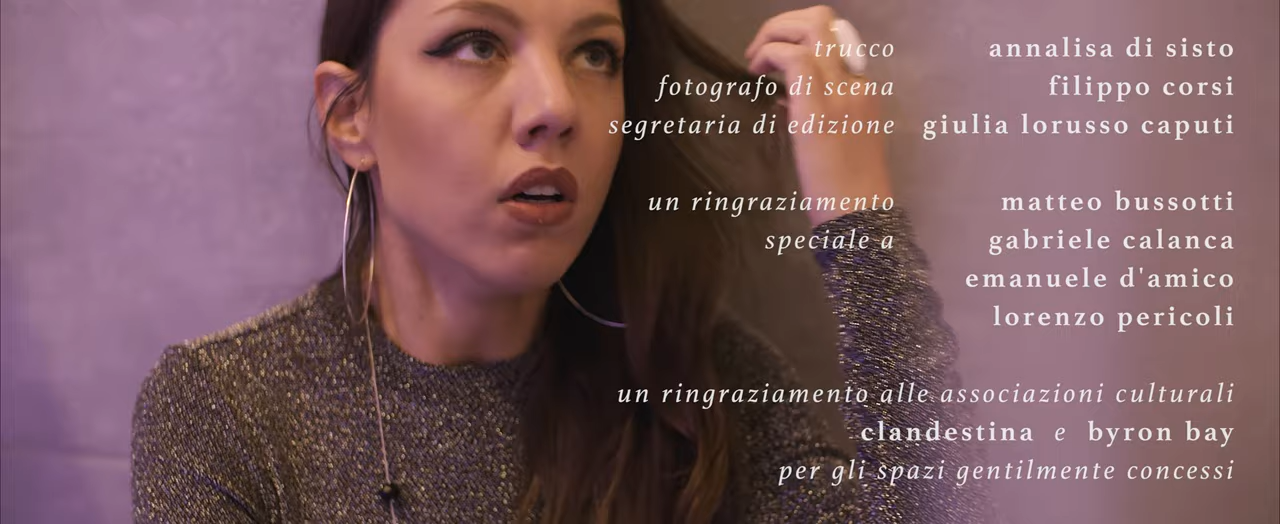 trucco annalisa di sisto
fotografo di scena filippo corsi
segretaria di edizione giulia lorusso caputi
un ringraziamento matteo bussotti
speciale a gabriele calanca
emanuele d'amico
lorenzo pericoli
un ringraziamento alle associazioni culturali
clandestina e byron bay
per gli spazi gentilmente concessi